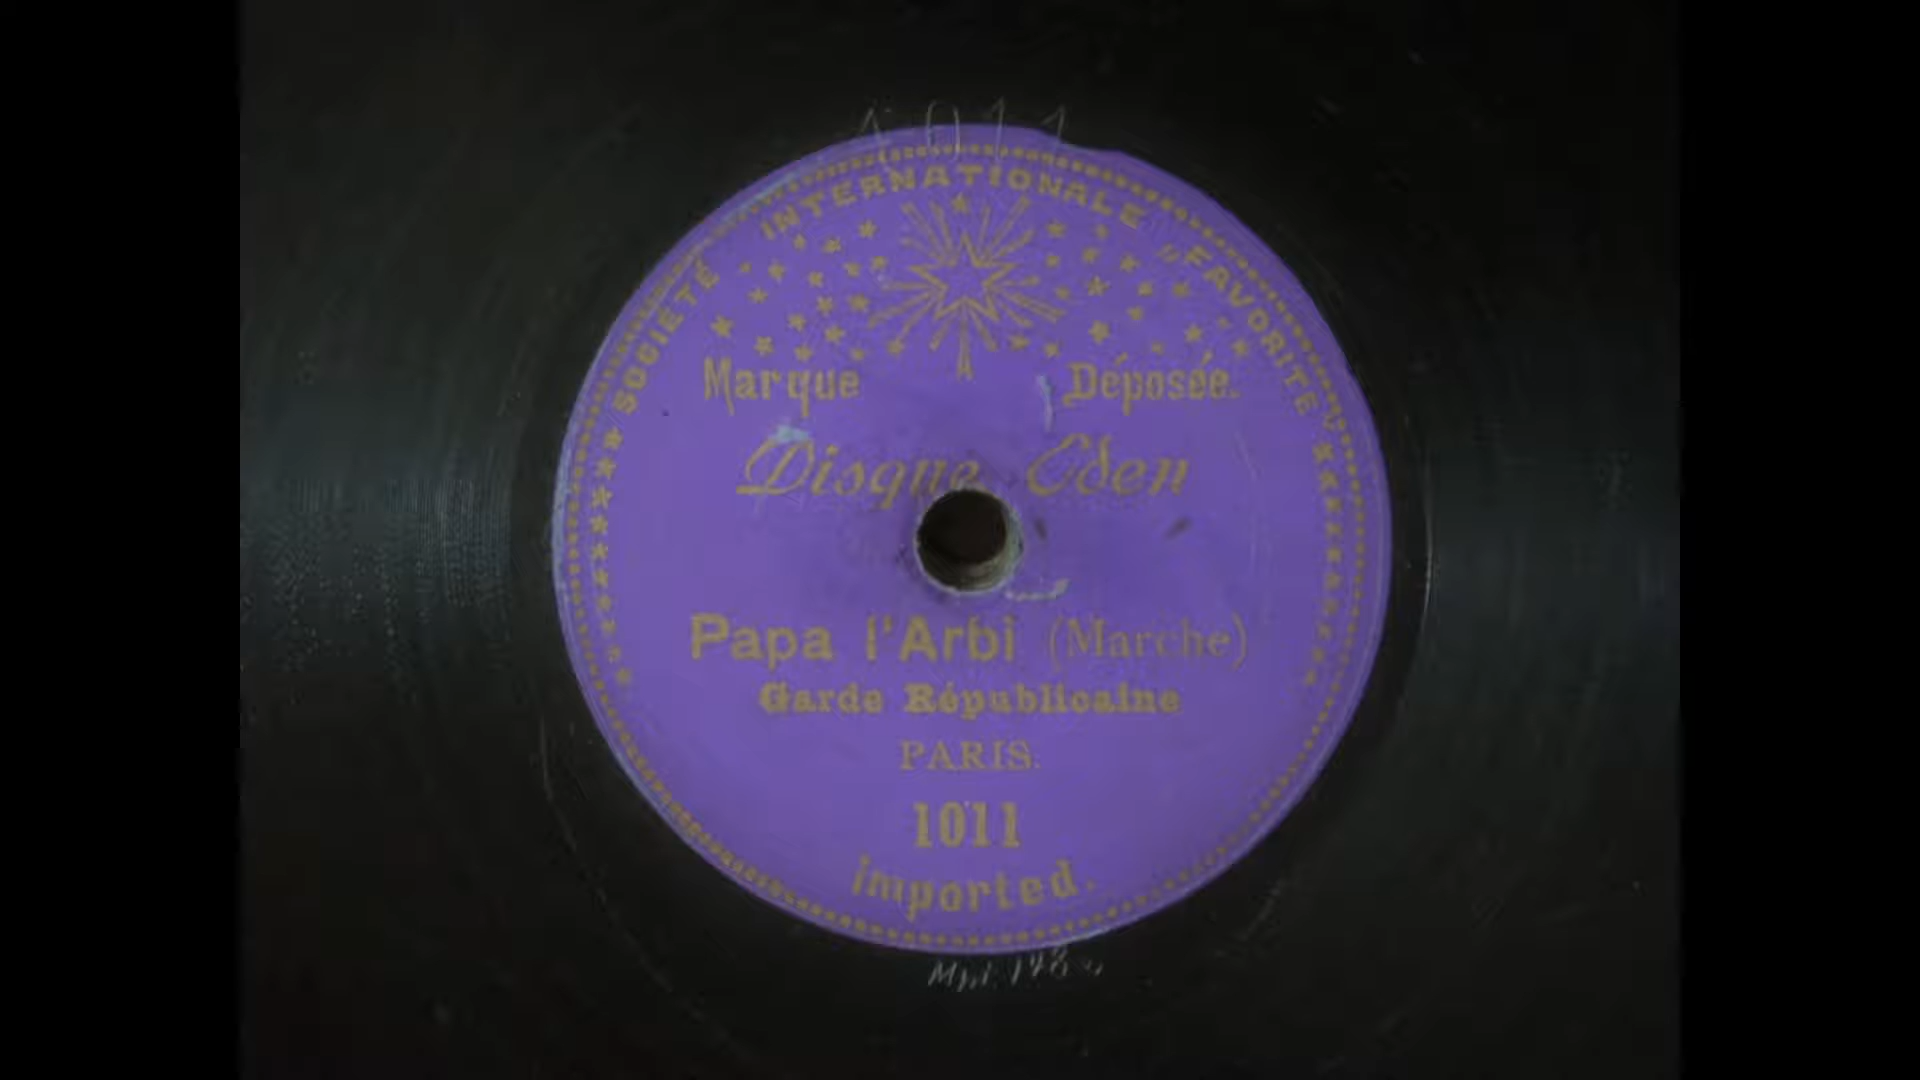 1011
SOCIÉTÉ INTERNATIONALE „FAVORITE"
Marque Déposée.
Disque Eden
Papa l'Arbi (Marche)
Garde Républicaine
PARIS.
1011
imported.